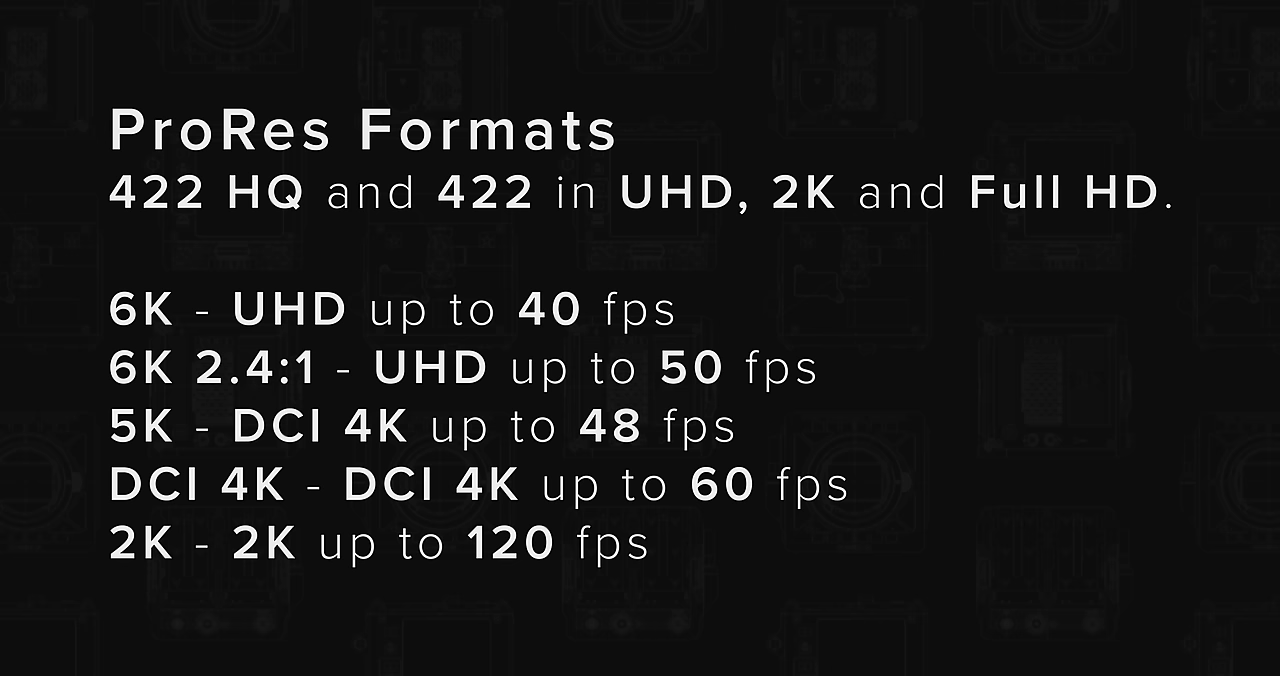 ProRes Formats
422 HQ and 422 in UHD, 2K and Full HD.
6K - UHD up to 40 fps
6K 2.4:1 - UHD up to 50 fps
5K - DCI 4K up to 48 fps
DCI 4K - DCI 4K up to 60 fps
2K - 2K up to 120 fps